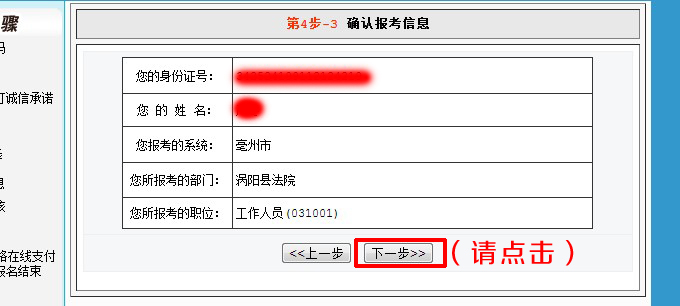 骤
第4步-3 确认报考信息
码
您的身份证号：
订诚信承诺
您 的 姓 名：
您报考的系统： 亳州市
息
您所报考的部门： 涡阳县法院
核
您所报考的职位： 工作人员(031001)
络在线支付
<<上一步 下一步>> （请点击）
报名结束